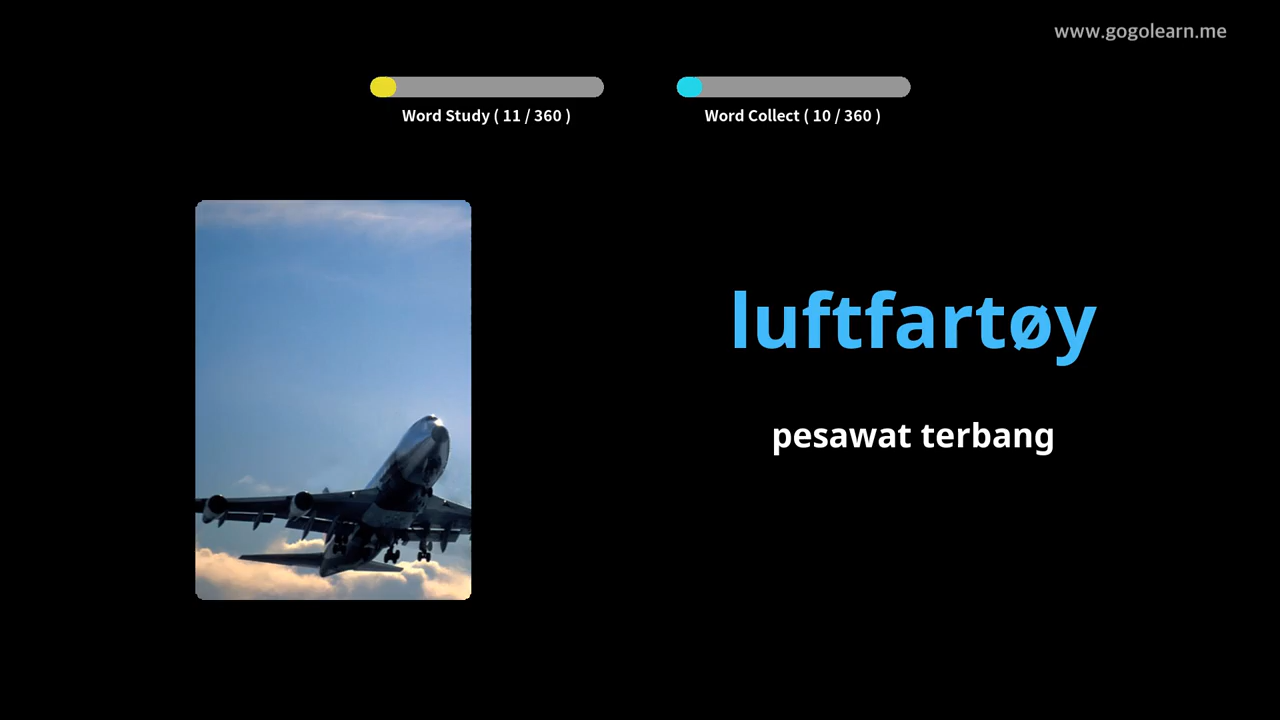 www.gogolearn.me
Word Study ( 11 / 360 )
Word Collect ( 10 / 360 )
luftfartøy
pesawat terbang